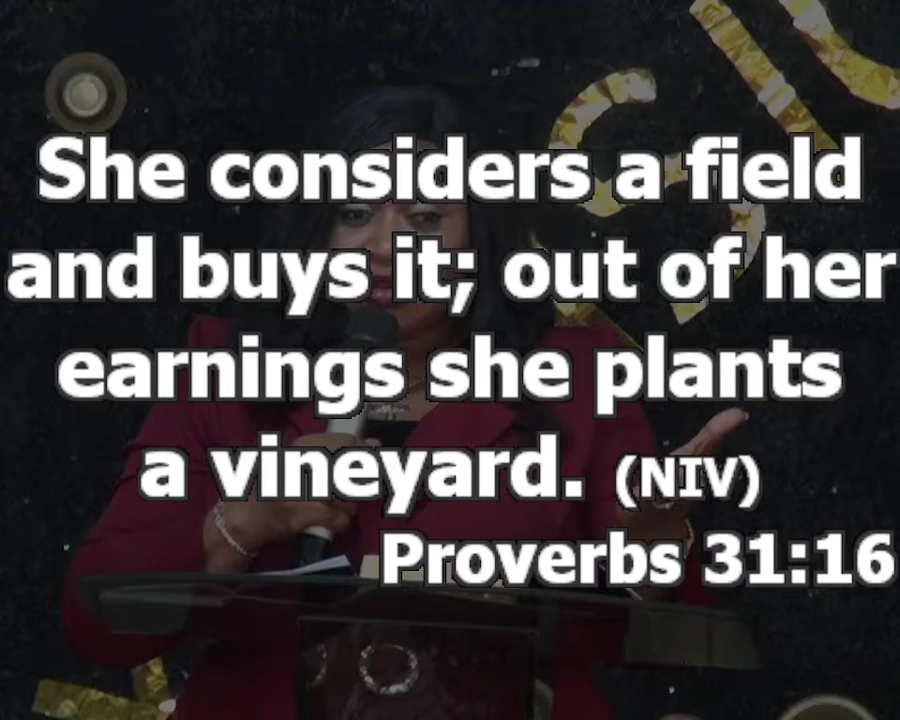 She considers a field
and buys it; out of her
earnings she plants
a vineyard. (NIV)
Proverbs 31:16